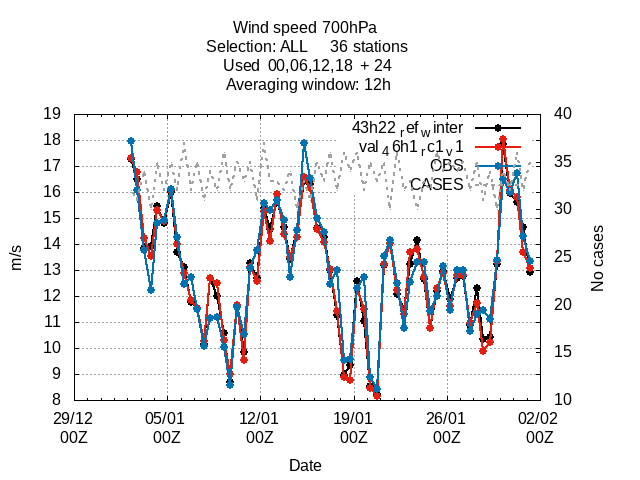 Wind speed 700hPa
Selection: ALL 36 stations
Used 00,06,12,18 + 24
Averaging window: 12h
19 40
43h22_ref_winter
18
val_46h1_rc1_v1
17 35
OBS
16
CASES
15 30
14
m/s
No cases
13 25
12 20
11
10 15
9
8 10
29/12 05/01 12/01 19/01 26/01 02/02
00Z 00Z 00Z 00Z 00Z 00Z
Date